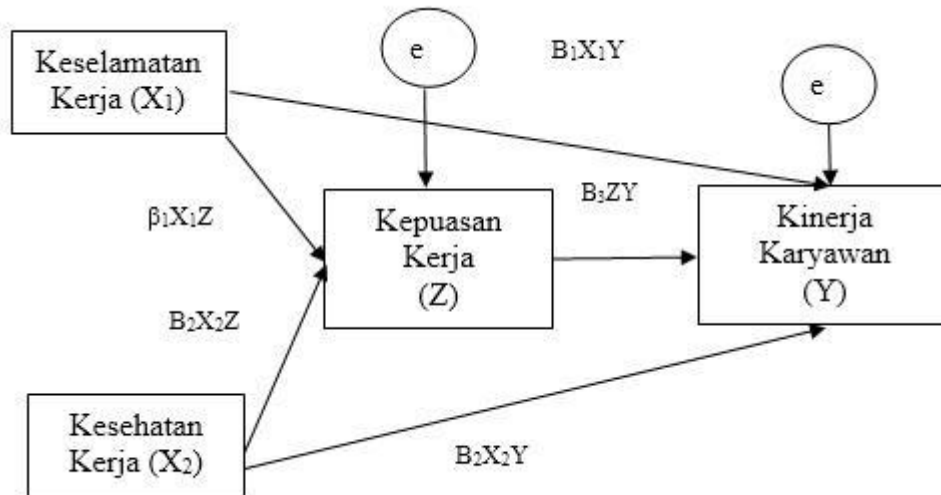 e
B₁X₁Y
Keselamatan
Kerja (X₁)
e
β₁X₁Z
Kepuasan
Kerja
(Z)
B₃ZY
Kinerja
Karyawan
(Y)
B₂X₂Z
Kesehatan
Kerja (X₂)
B₂X₂Y